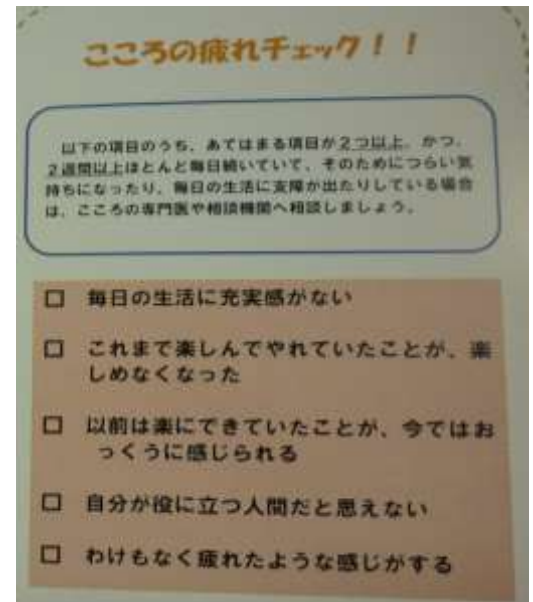 こころの疲れチェック！！
以下の項目のうち、あてはまる項目が２つ以上、かつ、
２週間以上ほとんど毎日続いていて、そのためにつらい気
持ちになったり、毎日の生活に支障が出たりしている場合
は、こころの専門医や相談機関へ相談しましょう。
□ 毎日の生活に充実感がない
□ これまで楽しんでやれていたことが、楽
しめなくなった
□ 以前は楽にできていたことが、今ではお
っくうに感じられる
□ 自分が役に立つ人間だと思えない
□ わけもなく疲れたような感じがする